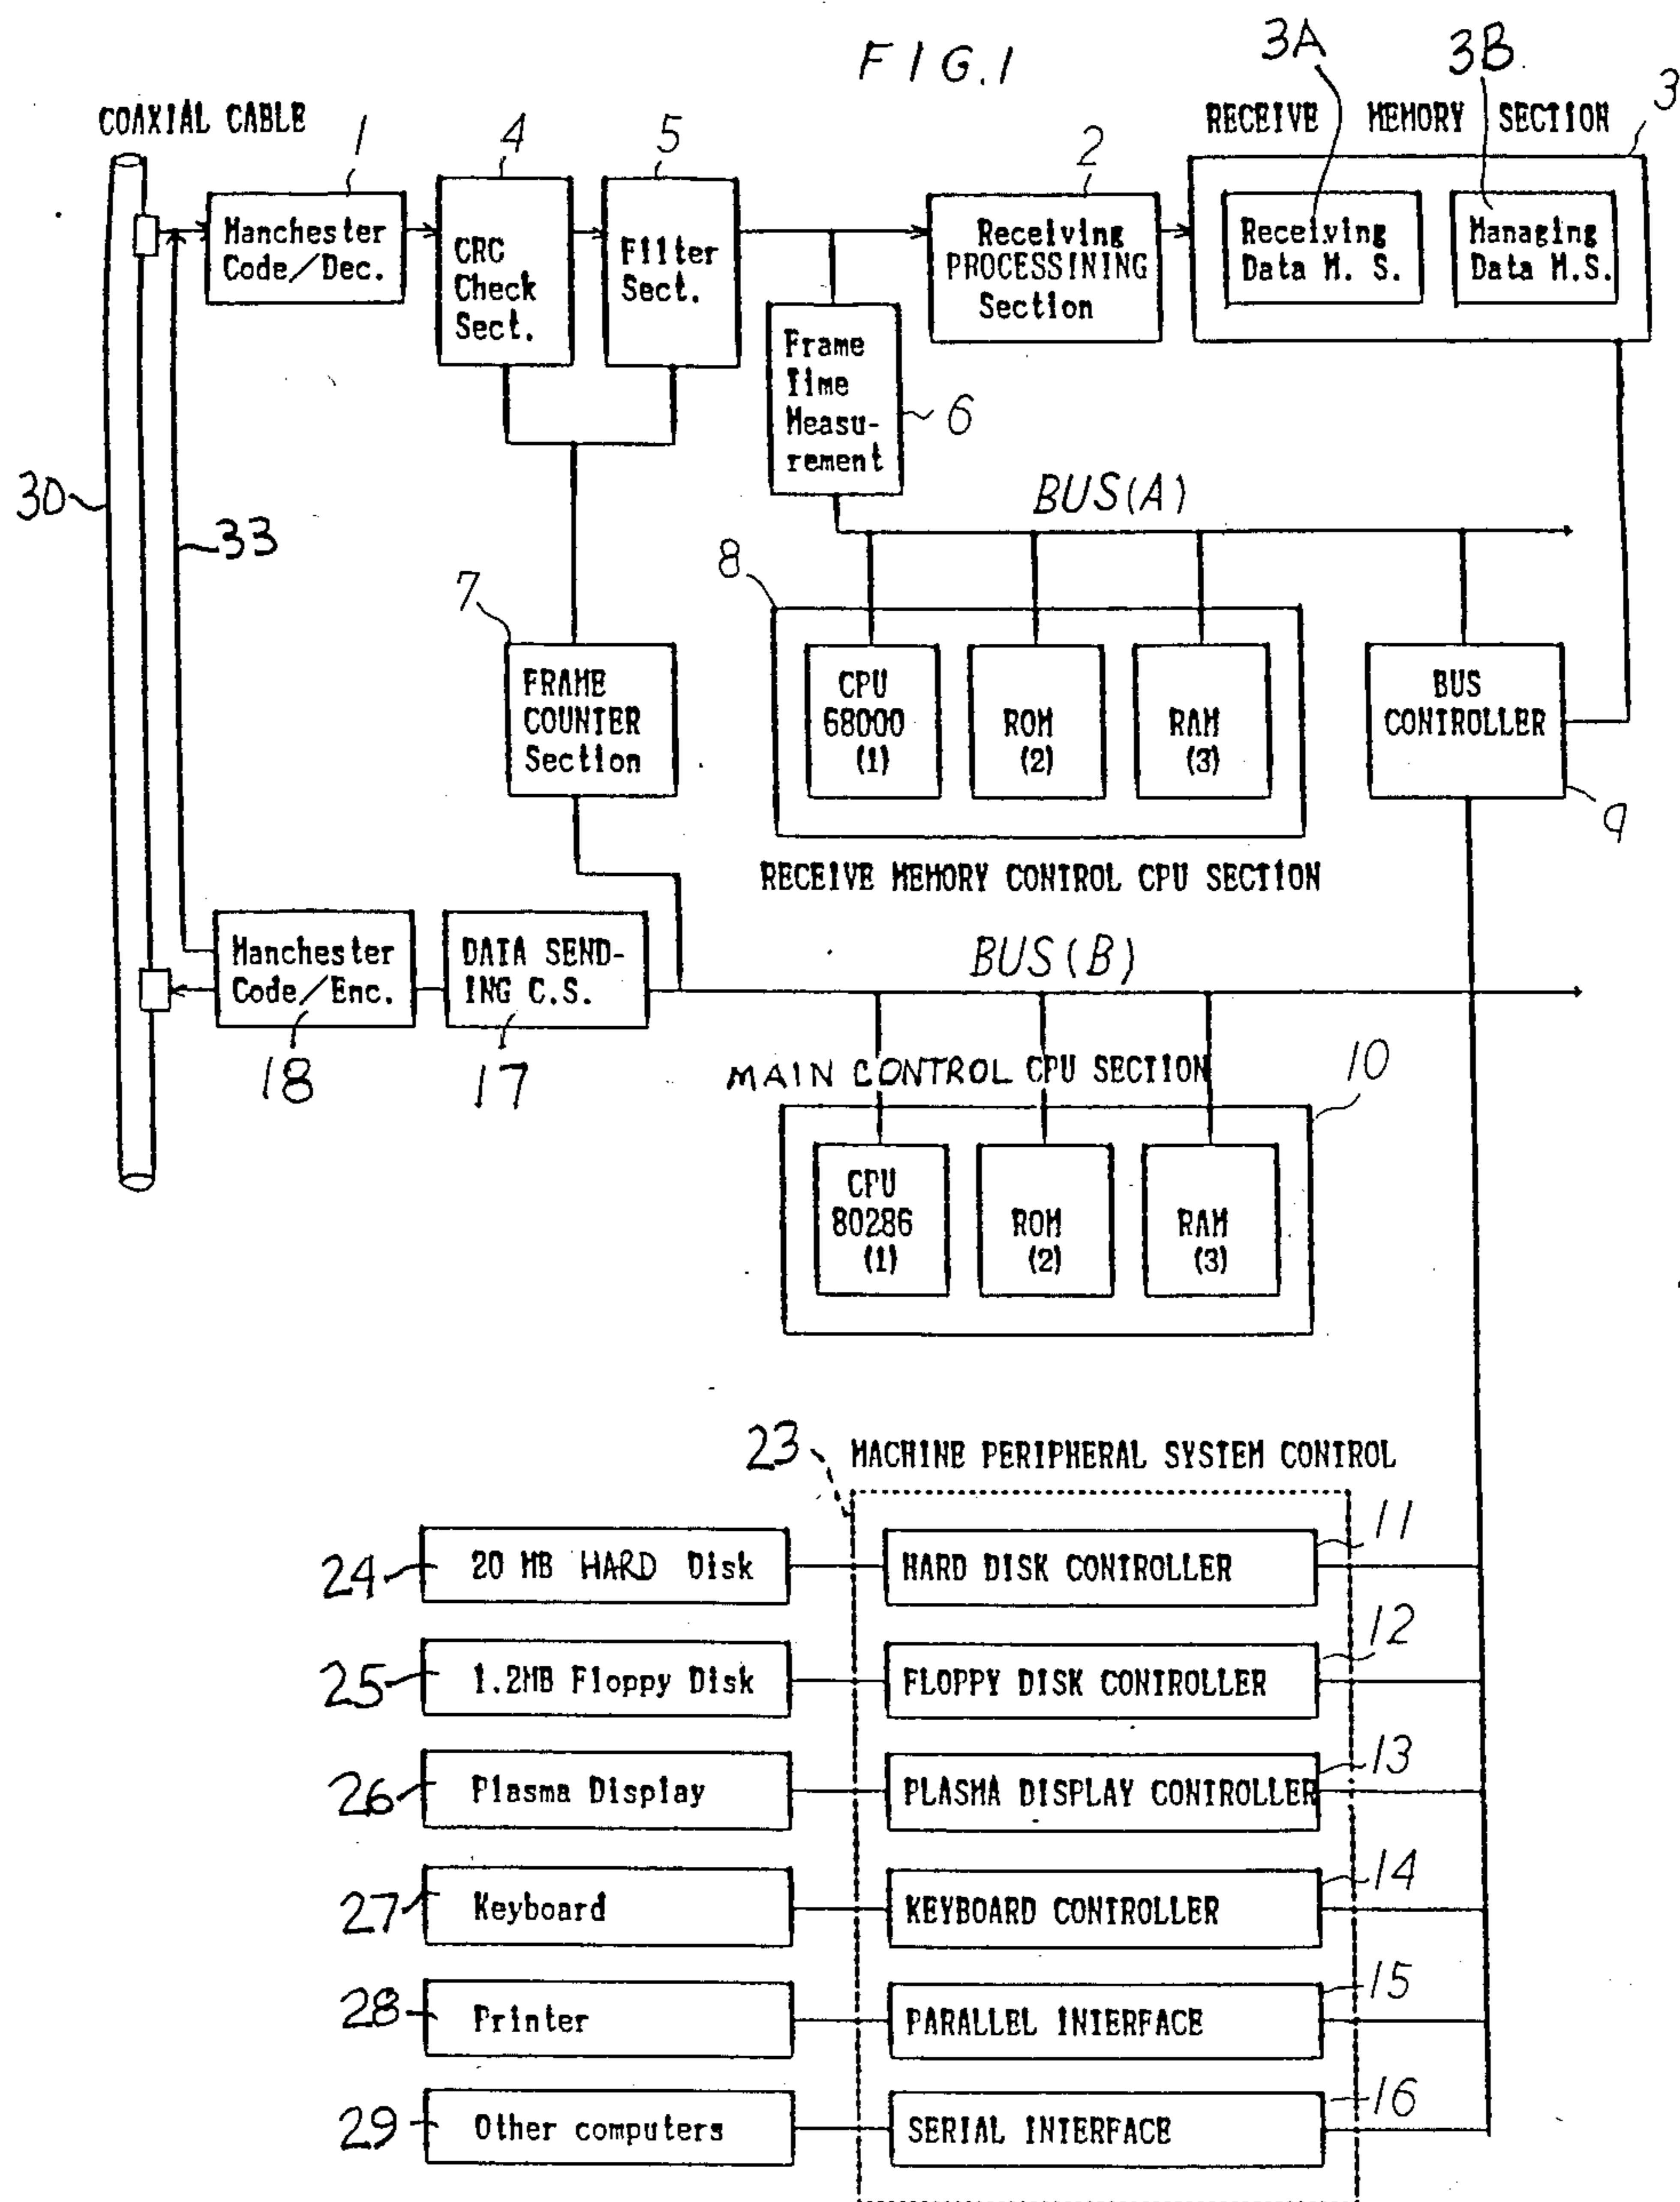 FIG.1
COAXIAL CABLE
1
4
5
2
3A
3B
3
RECEIVE MEMORY SECTION
Manchester
Code/Dec.
CRC
Check
Sect.
Filter
Sect.
Receiving
PROCESSINING
Section
Receiving
Data M. S.
Managing
Data M.S.
Frame
Time
Measu-
rement
6
30
33
BUS(A)
7
8
FRAME
COUNTER
Section
CPU
68000
(1)
ROM
(2)
RAM
(3)
BUS
CONTROLLER
9
RECEIVE MEMORY CONTROL CPU SECTION
Manchester
Code/Enc.
18
DATA SEND-
ING C.S.
17
BUS(B)
MAIN CONTROL CPU SECTION
10
CPU
80286
(1)
ROM
(2)
RAM
(3)
23
MACHINE PERIPHERAL SYSTEM CONTROL
24
20 MB HARD Disk
HARD DISK CONTROLLER
11
25
1.2MB Floppy Disk
FLOPPY DISK CONTROLLER
12
26
Plasma Display
PLASMA DISPLAY CONTROLLER
13
27
Keyboard
KEYBOARD CONTROLLER
14
28
Printer
PARALLEL INTERFACE
15
29
Other computers
SERIAL INTERFACE
16